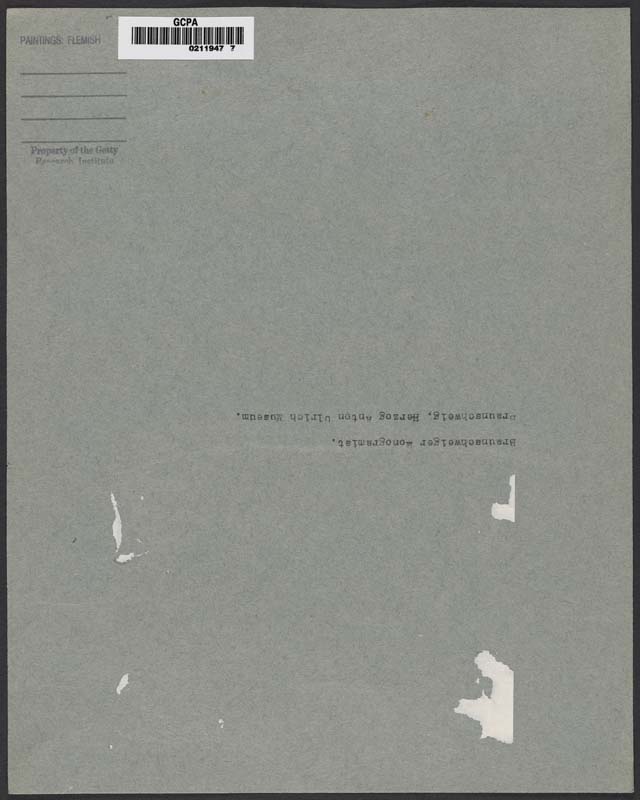 PAINTINGS: FLEMISH
GCPA
0211947 7
Property of the Getty
Research Institute
Braunschweiger Monogramist.
Braunschweig, Herzog Anton Ulrich Museum.